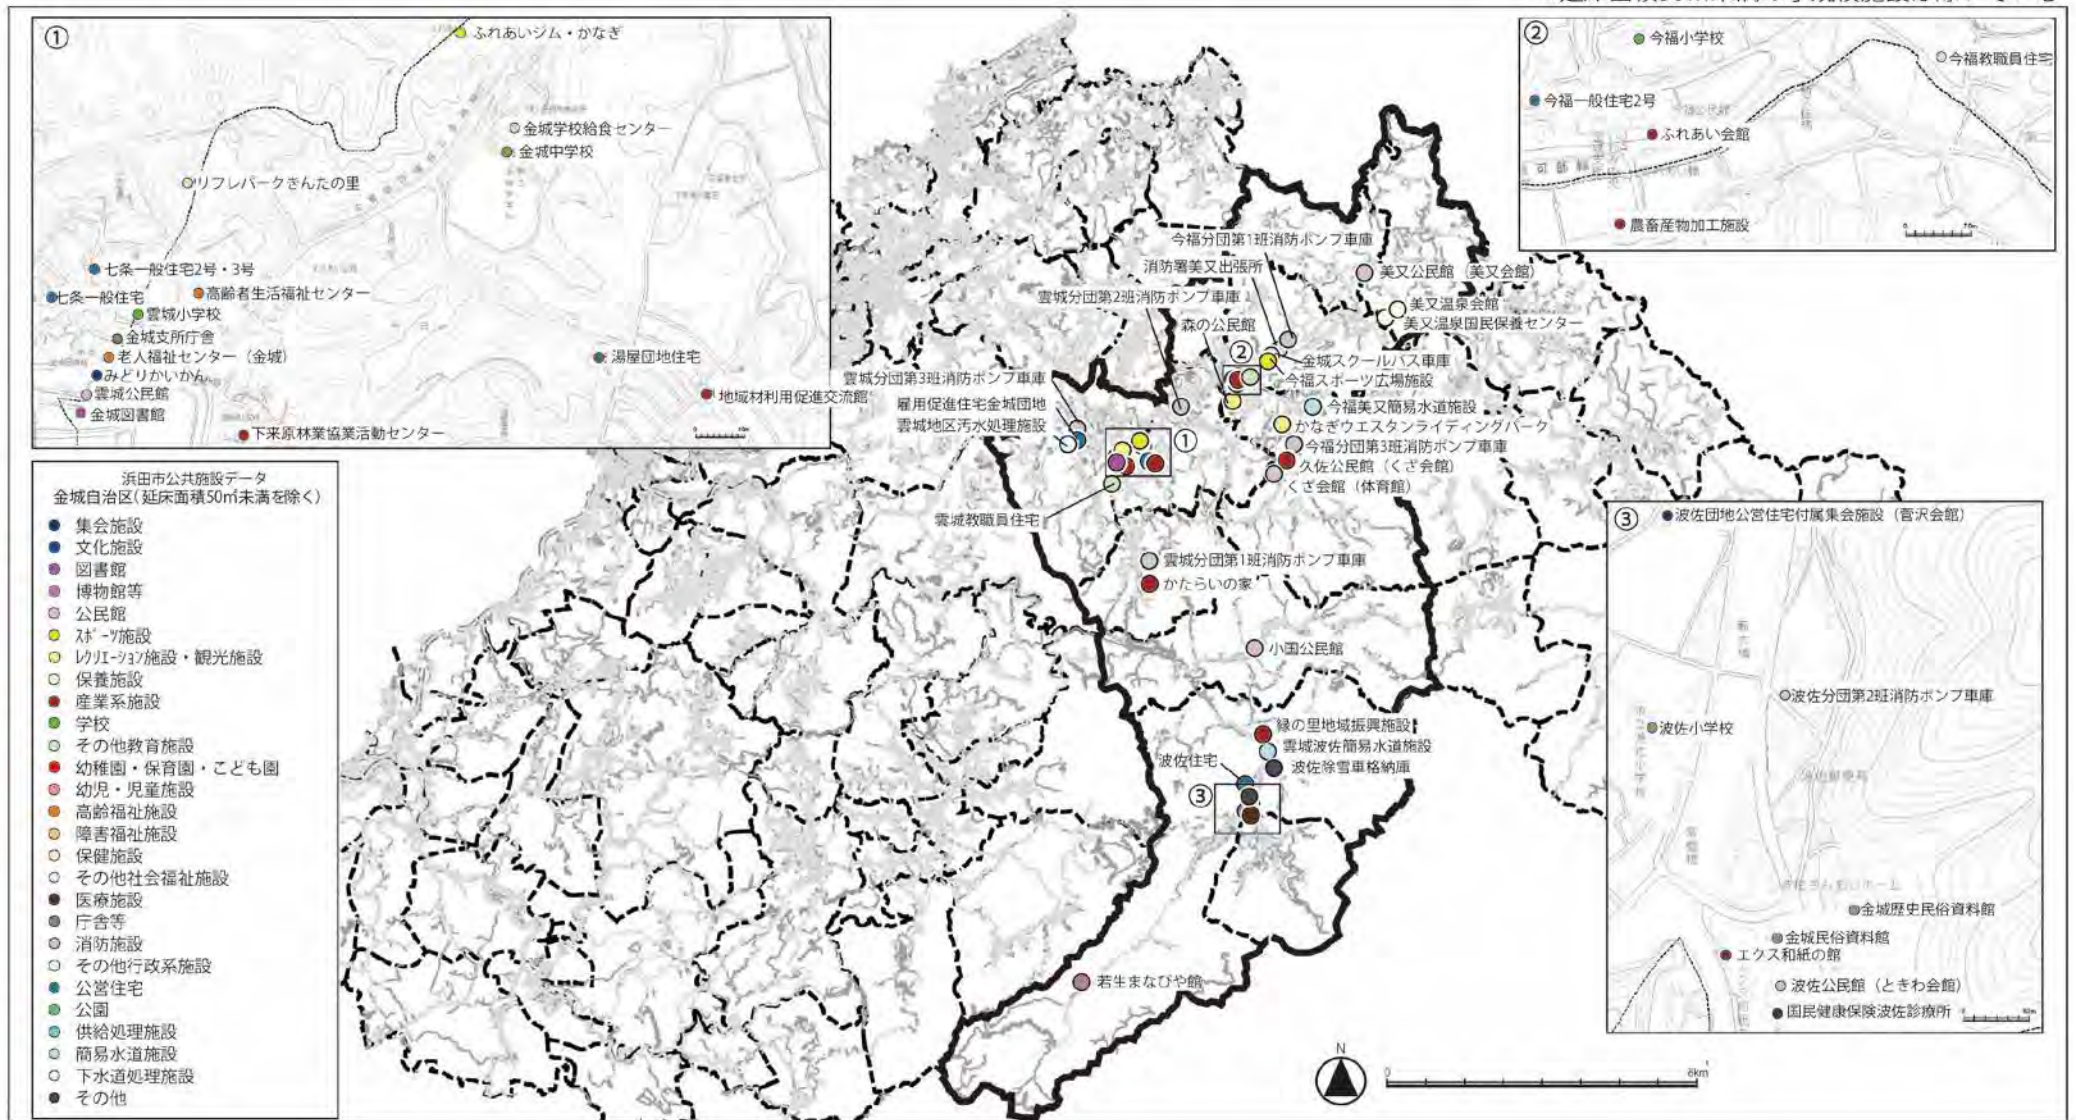 ①
ふれあいジム・かなぎ
金城学校給食センター
金城中学校
リフレパークきんたの里
七条一般住宅2号・3号
七条一般住宅
高齢者生活福祉センター
雲城小学校
金城支所庁舎
老人福祉センター（金城）
みどりかいかん
雲城公民館
金城図書館
湯屋団地住宅
地域材利用促進交流館
下来原林業協業活動センター
浜田市公共施設データ
金城自治区（延床面積50㎡未満を除く）
集会施設
文化施設
図書館
博物館等
公民館
ｽﾎﾟｰﾂ施設
ﾚｸﾘｴｰｼｮﾝ施設・観光施設
保養施設
産業系施設
学校
その他教育施設
幼稚園・保育園・こども園
幼児・児童施設
高齢福祉施設
障害福祉施設
保健施設
その他社会福祉施設
医療施設
庁舎等
消防施設
その他行政系施設
公営住宅
公園
供給処理施設
簡易水道施設
下水道処理施設
その他
今福分団第1班消防ポンプ車庫
消防署美又出張所
雲城分団第2班消防ポンプ車庫
森の公民館
美又公民館（美又会館）
美又温泉会館
美又温泉国民保養センター
②
金城スクールバス車庫
今福スポーツ広場施設
雲城分団第3班消防ポンプ車庫
雇用促進住宅金城団地
雲城地区汚水処理施設
今福美又簡易水道施設
かなぎウエスタンライディングパーク
①
今福分団第3班消防ポンプ車庫
久佐公民館（くざ会館）
くざ会館（体育館）
雲城教職員住宅
雲城分団第1班消防ポンプ車庫
かたらいの家
小国公民館
縁の里地域振興施設
雲城波佐簡易水道施設
波佐住宅
波佐除雪車格納庫
③
若生まなびや館
N
0
6km
②
今福小学校
今福教職員住宅
今福一般住宅2号
ふれあい会館
農畜産物加工施設
③
波佐団地公営住宅付属集会施設（菅沢会館）
波佐分団第2班消防ポンプ車庫
波佐小学校
金城歴史民俗資料館
金城民俗資料館
エクス和紙の館
波佐公民館（ときわ会館）
国民健康保険波佐診療所